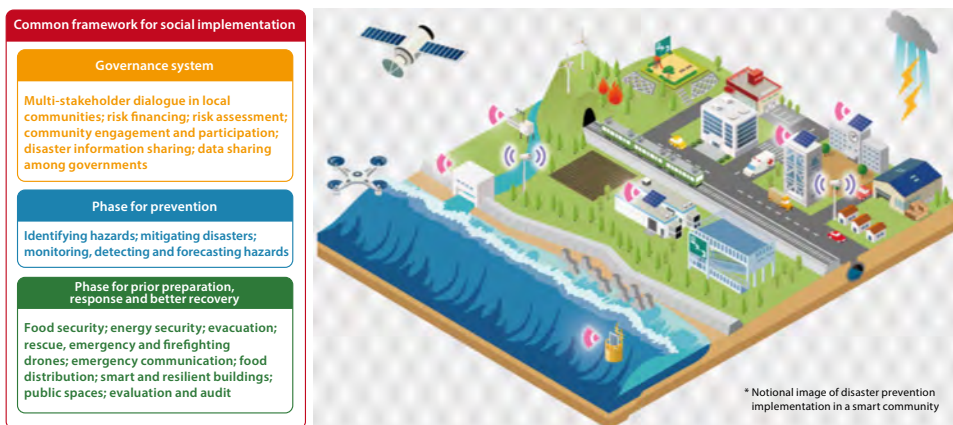 Common framework for social implementation
Governance system
Multi-stakeholder dialogue in local
communities; risk financing; risk assessment;
community engagement and participation;
disaster information sharing; data sharing
among governments
Phase for prevention
Identifying hazards; mitigating disasters;
monitoring, detecting and forecasting hazards
Phase for prior preparation,
response and better recovery
Food security; energy security; evacuation;
rescue, emergency and firefighting
drones; emergency communication; food
distribution; smart and resilient buildings;
public spaces; evaluation and audit
* Notional image of disaster prevention
implementation in a smart community